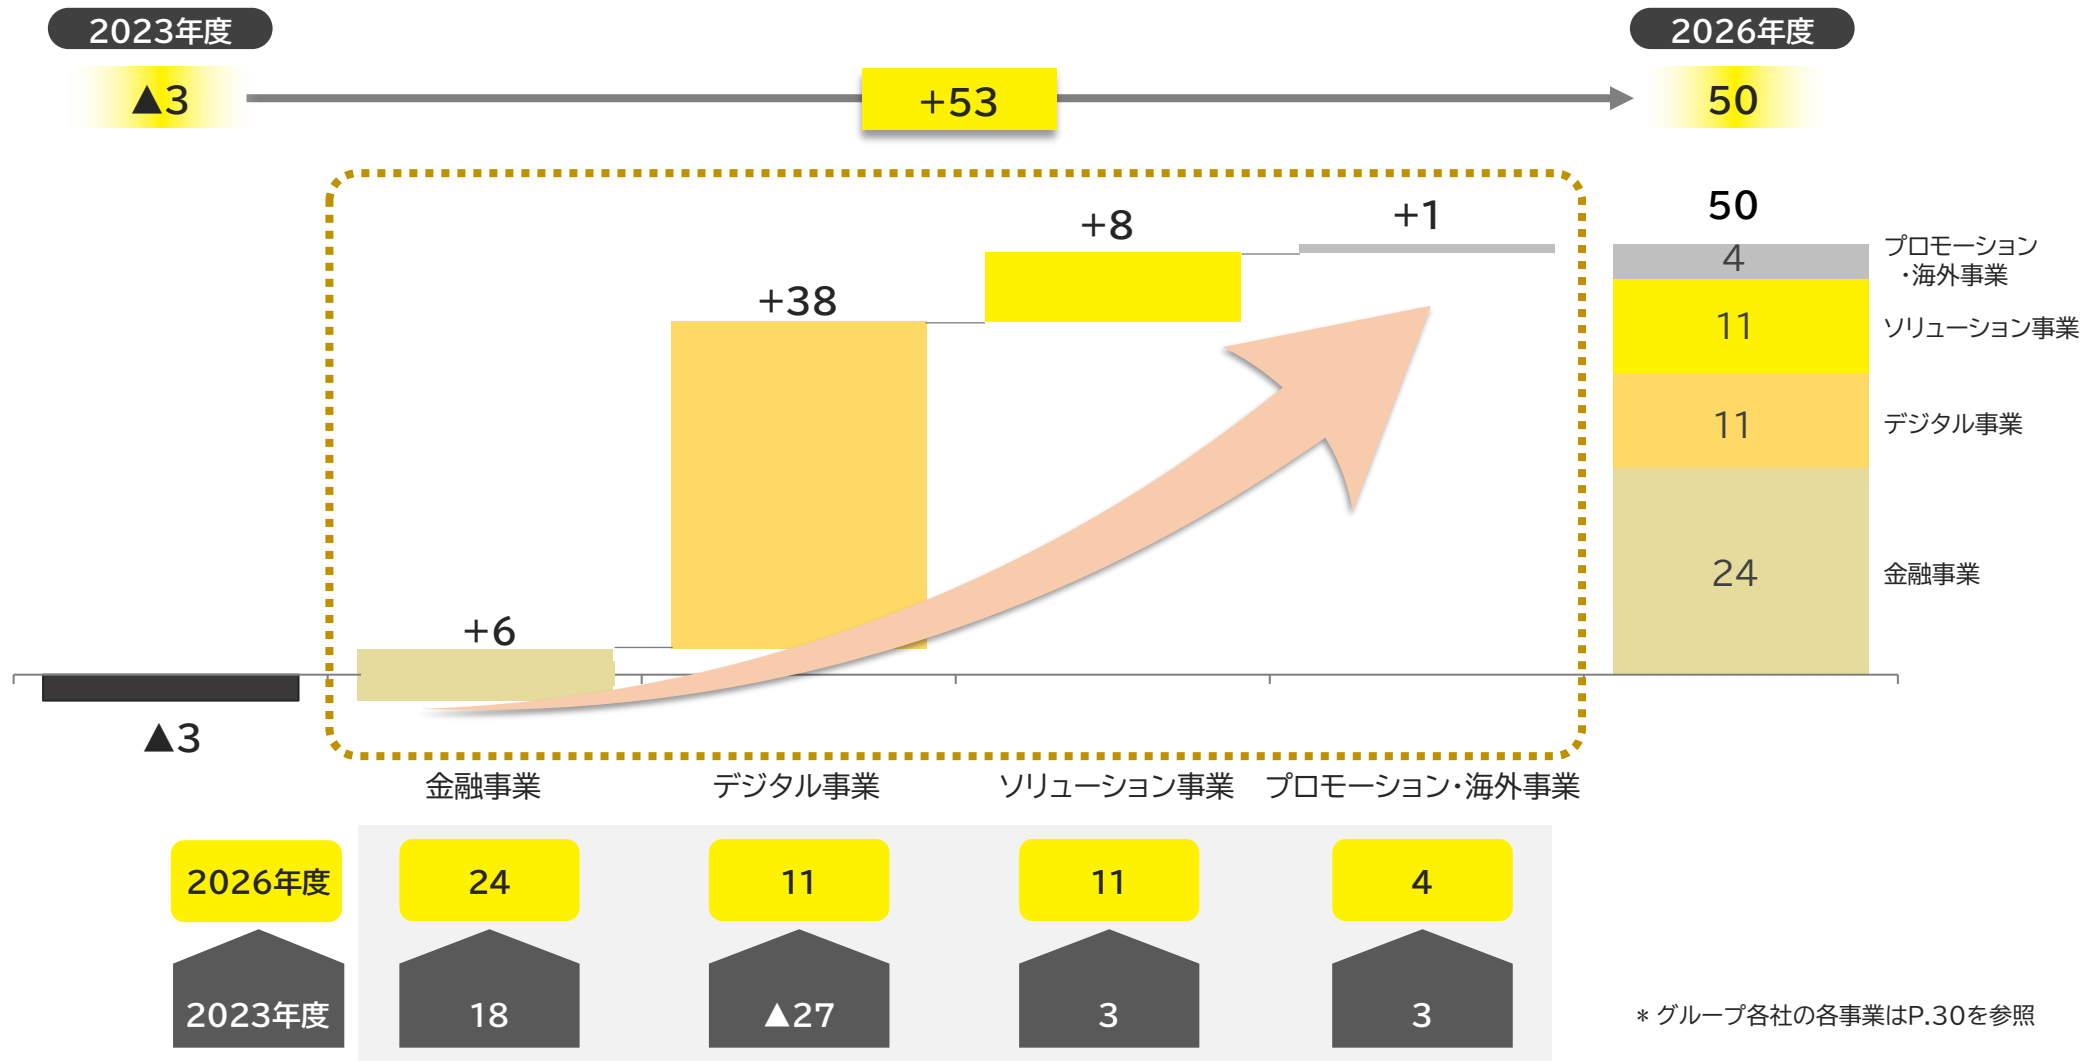 2023年度
2026年度
▲3
+53
50
+6
+38
+8
+1
50
4
プロモーション
・海外事業
11
ソリューション事業
11
デジタル事業
24
金融事業
▲3
金融事業
デジタル事業
ソリューション事業
プロモーション・海外事業
2026年度
24
11
11
4
2023年度
18
▲27
3
3
* グループ各社の各事業はP.30を参照